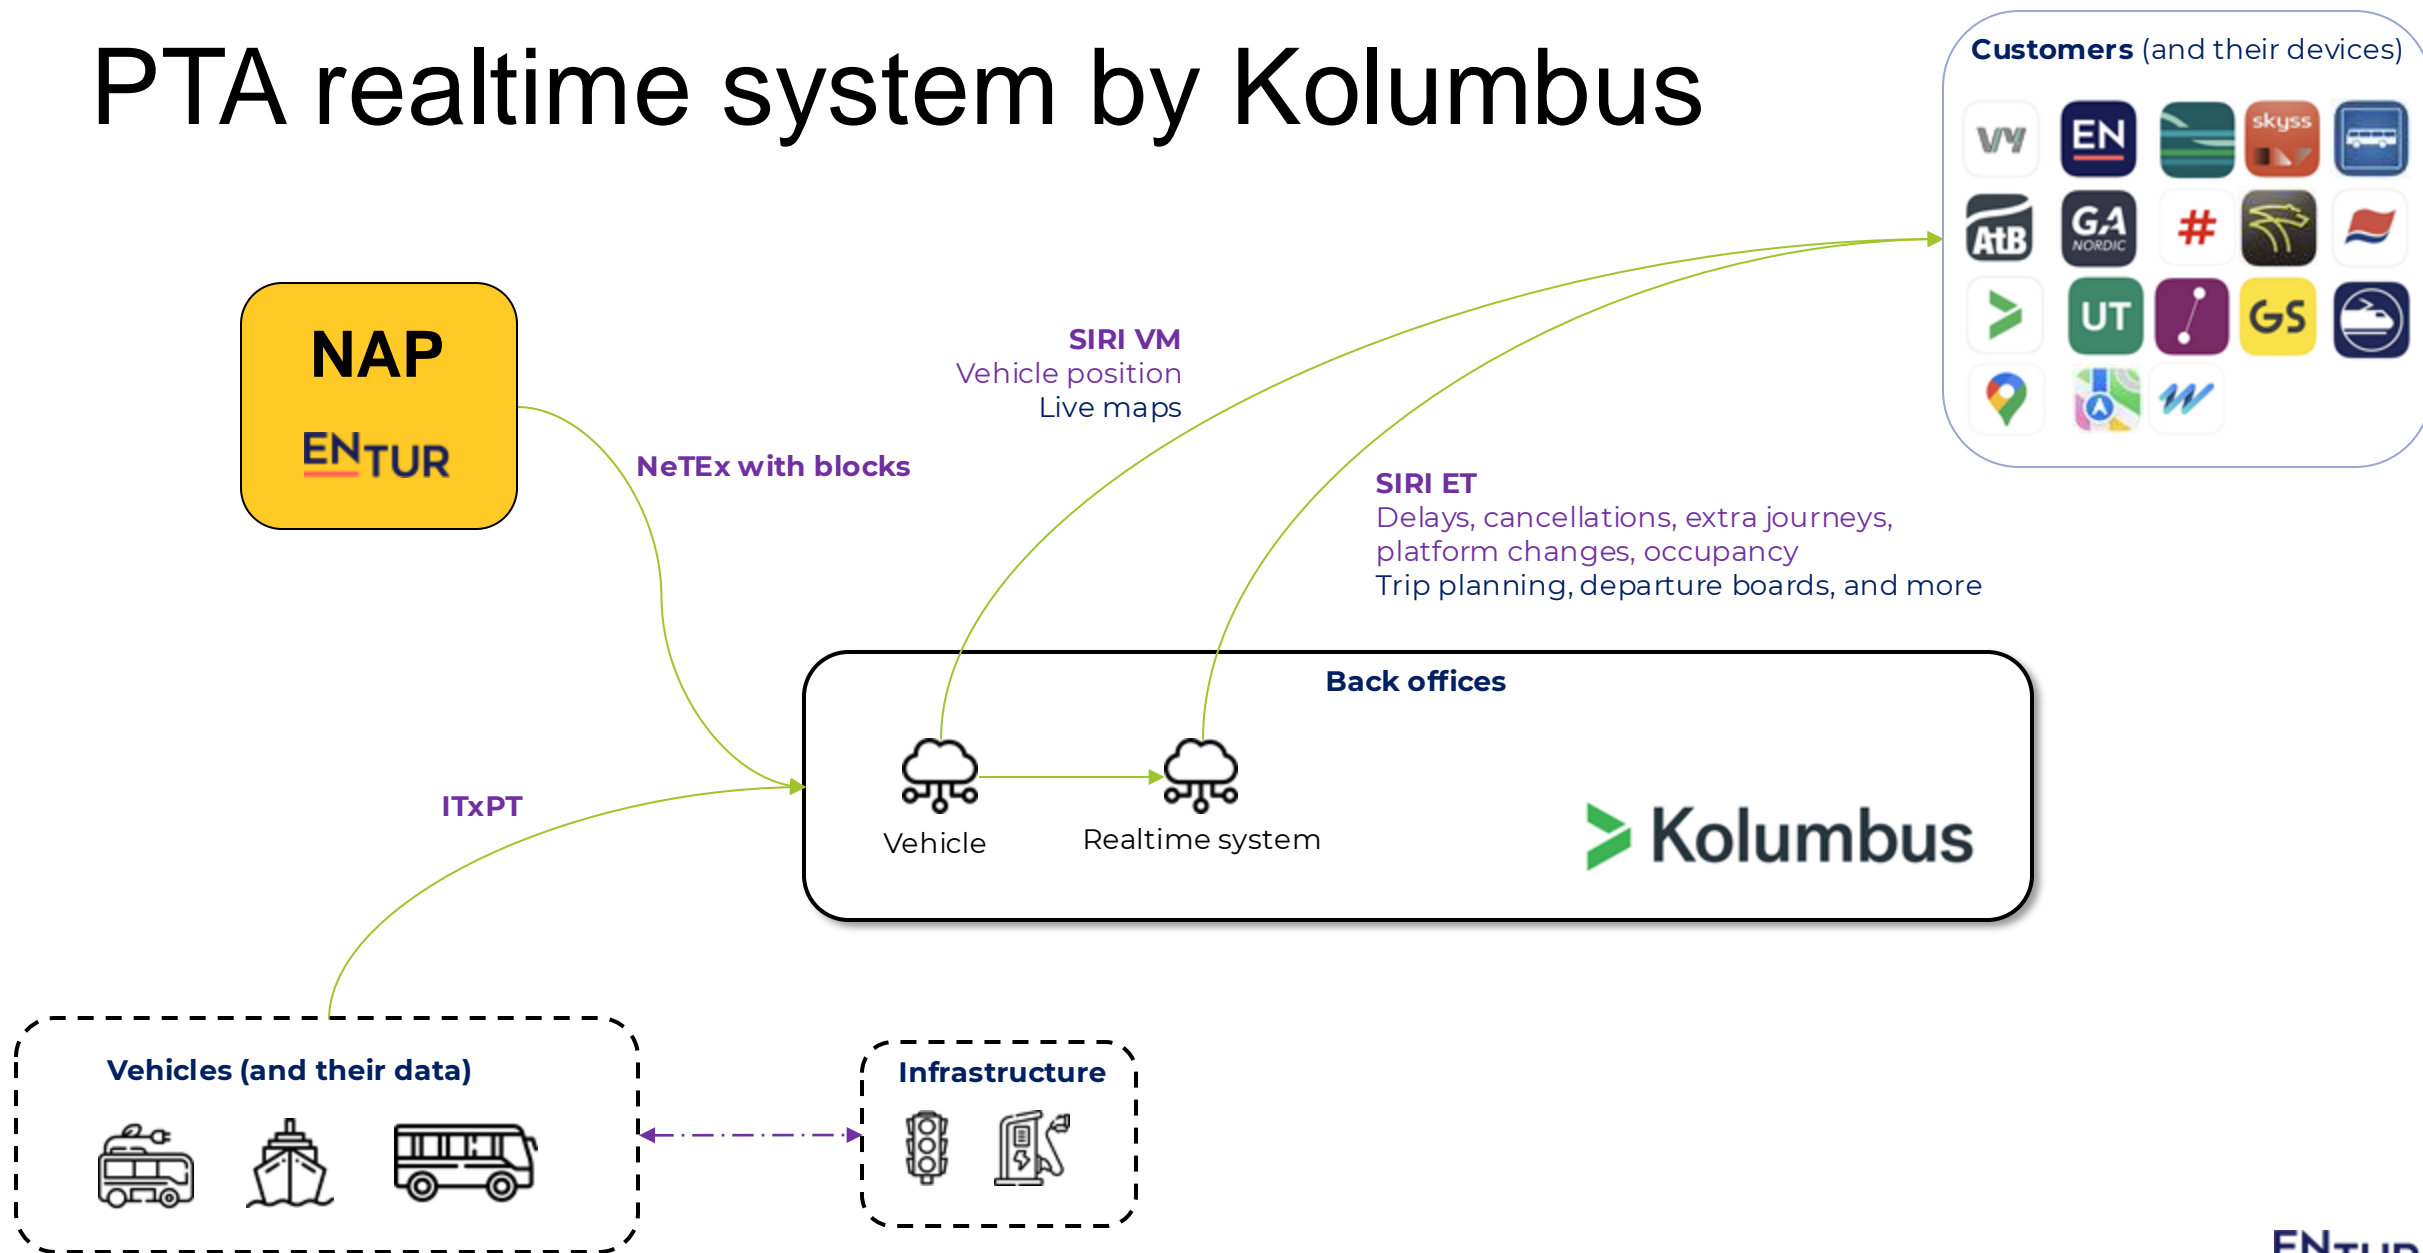 PTA realtime system by Kolumbus
Customers (and their devices)
VY
EN
skyss
AtB
GA
NORDIC
#
UT
GS
NAP
ENTUR
SIRI VM
Vehicle position
Live maps
NeTEx with blocks
SIRI ET
Delays, cancellations, extra journeys,
platform changes, occupancy
Trip planning, departure boards, and more
Back offices
Vehicle
Realtime system
Kolumbus
ITxPT
Vehicles (and their data)
Infrastructure
ENTUR